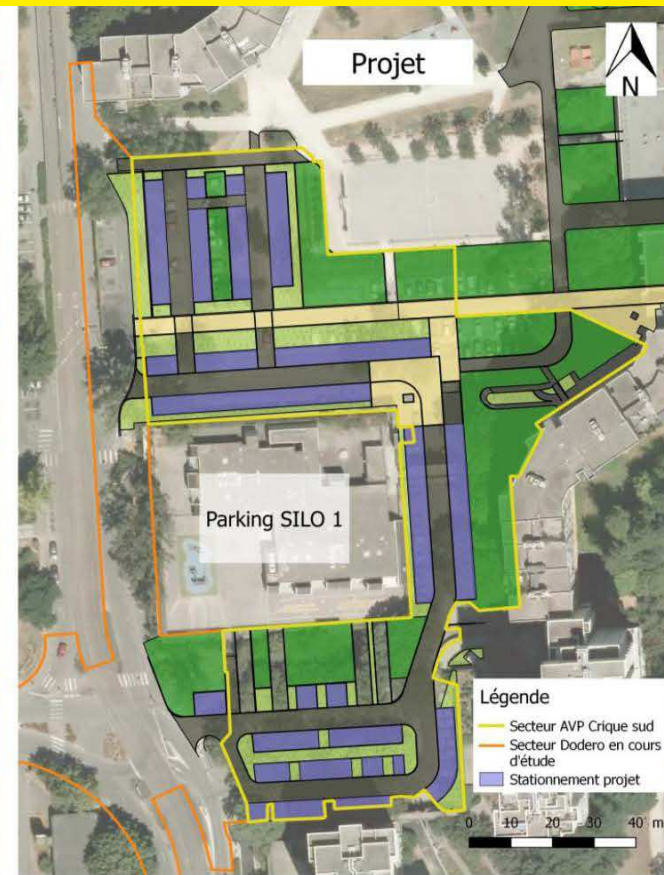 Projet
N
Parking SILO 1
Légende
Secteur AVP Crique sud
Secteur Dodero en cours
d'étude
Stationnement projet
0 10 20 30 40 m